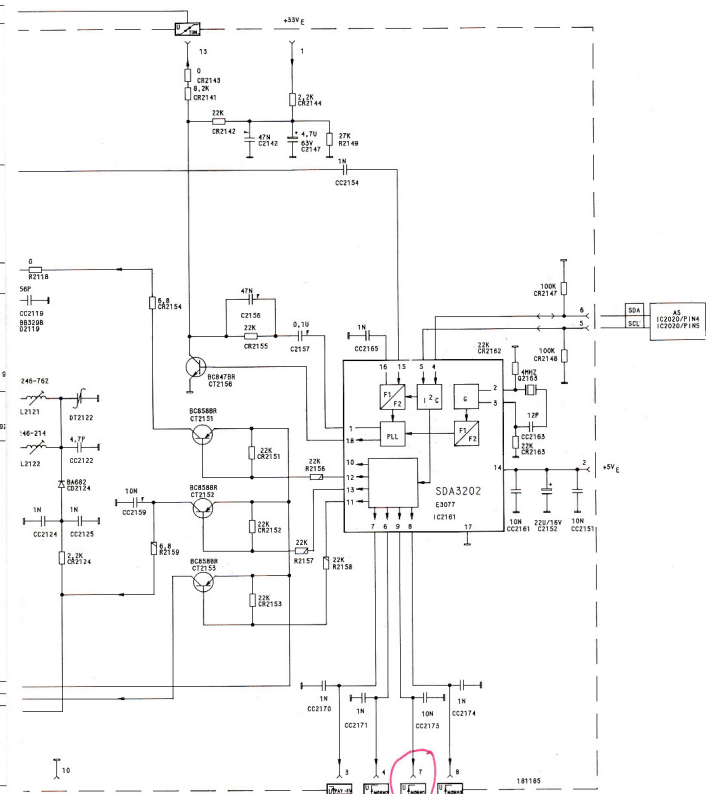 +33V E
U
TUN
13
1
0
CR2143
8,2K
CR2141
2,2K
CR2144
22K
CR2142
47N
C2142
4,7U
63V
C2147
27K
R2149
1N
CC2154
0
R2118
56P
CC2119
BB329B
D2119
6,8
CR2154
47N
C2156
22K
CR2155
0,1U
C2157
1N
CC2165
100K
CR2147
6
5
SDA
SCL
AS
IC2020/PIN4
IC2020/PIN5
100K
CR2148
22K
CR2162
4MHZ
Q2163
12P
CC2163
22K
CR2163
BC847BR
CT2156
16
15
5
4
F1
F2
I²C
G
2
3
1
18
PLL
F1
F2
246-762
L2121
DT2122
L2122
4,7P
CC2122
BA682
CD2124
BC858BR
CT2151
22K
CR2151
22K
R2156
10
12
13
11
SDA3202
E3077
IC2161
14
2
+5V E
10N
CC2161
22U/16V
C2152
10N
CC2151
10N
CC2159
BC858BR
CT2152
22K
CR2152
22K
R2157
22K
R2158
1N
CC2124
1N
CC2125
2,2K
CR2124
6,8
R2159
BC858BR
CT2153
22K
CR2153
7
6
9
8
17
1N
CC2170
1N
CC2171
10N
CC2173
1N
CC2174
10
3
4
7
8
181185
U
PAY-TV
U
U
U